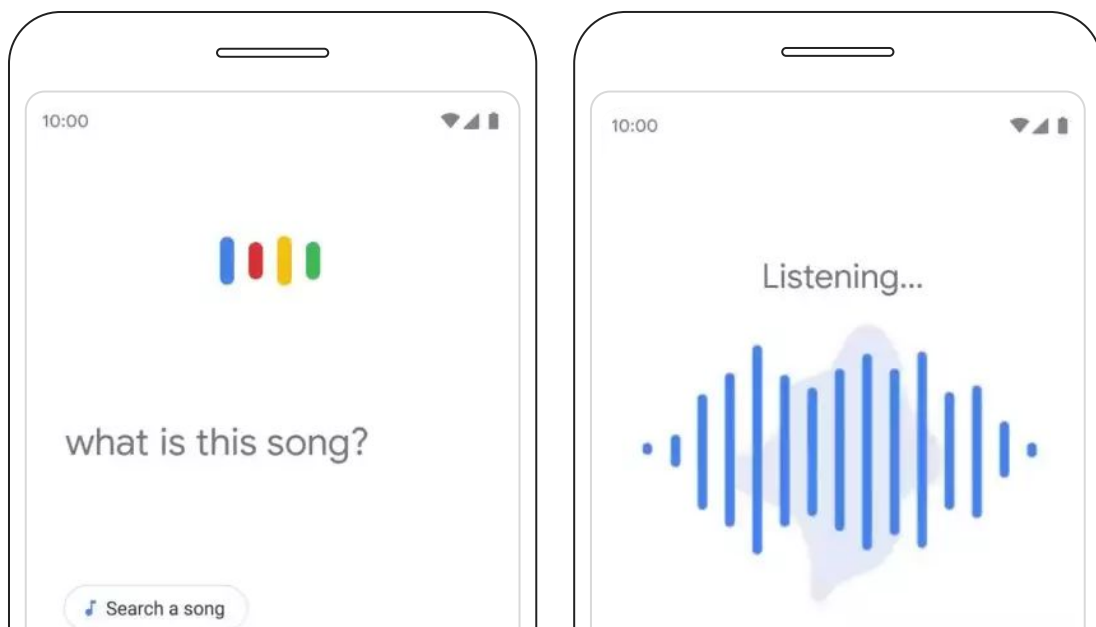 10:00
what is this song?
Search a song
10:00
Listening...